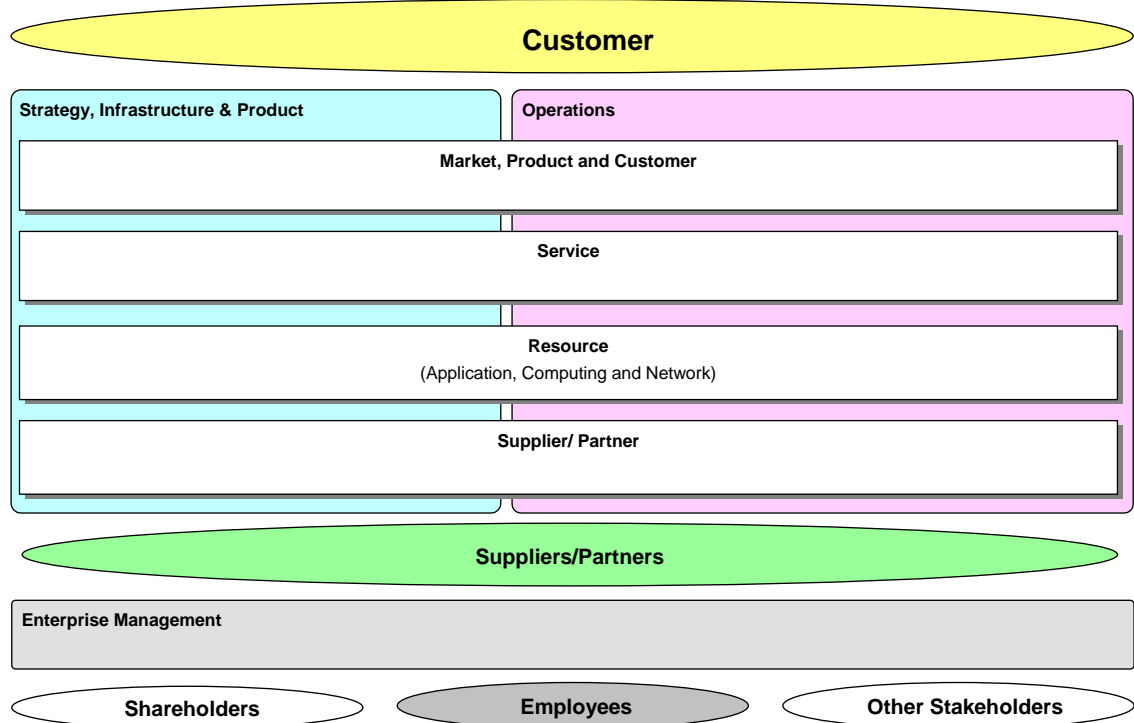 Customer
Strategy, Infrastructure & Product
Operations
Market, Product and Customer
Service
Resource
(Application, Computing and Network)
Supplier/ Partner
Suppliers/Partners
Enterprise Management
Shareholders
Employees
Other Stakeholders